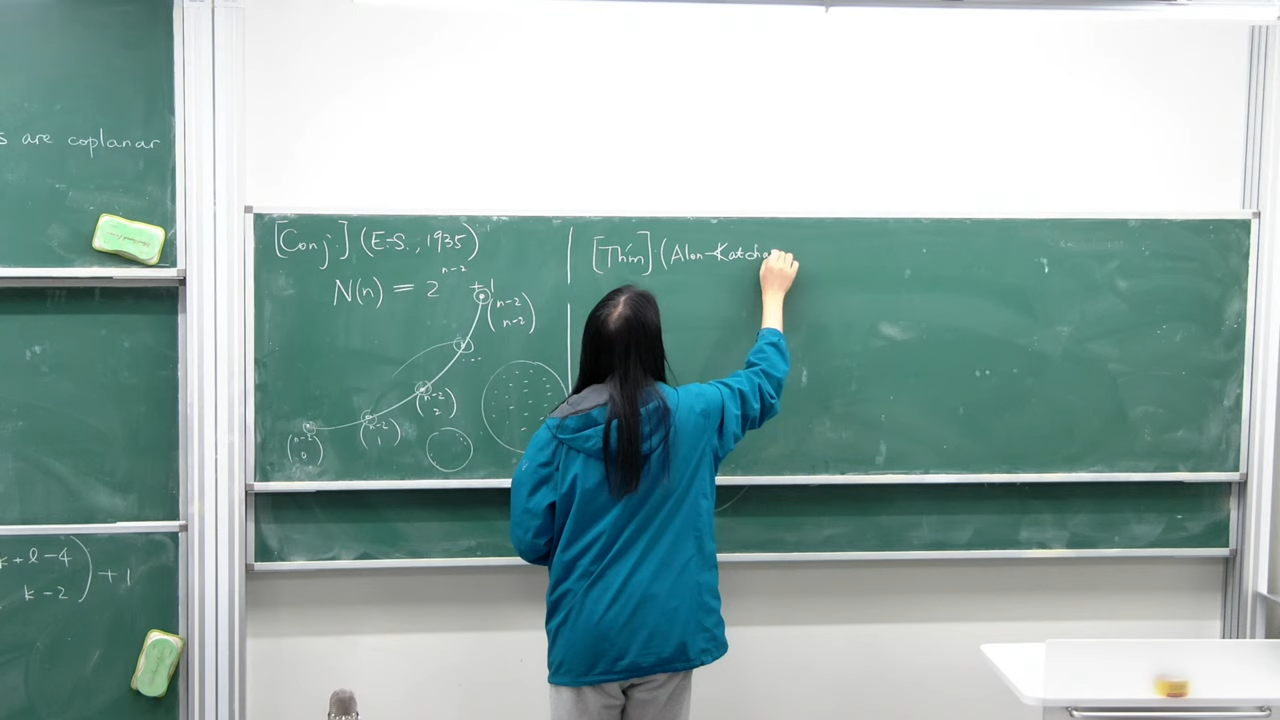 s are coplanar
k+l-4
k-2
+1
[Conj.] (E-S., 1935)
N(n) = 2^{n-2} + 1
(n-2
n-2)
...
(n-2
2)
(n-2
1)
(n-2
0)
[Thm] (Alon-Katcha